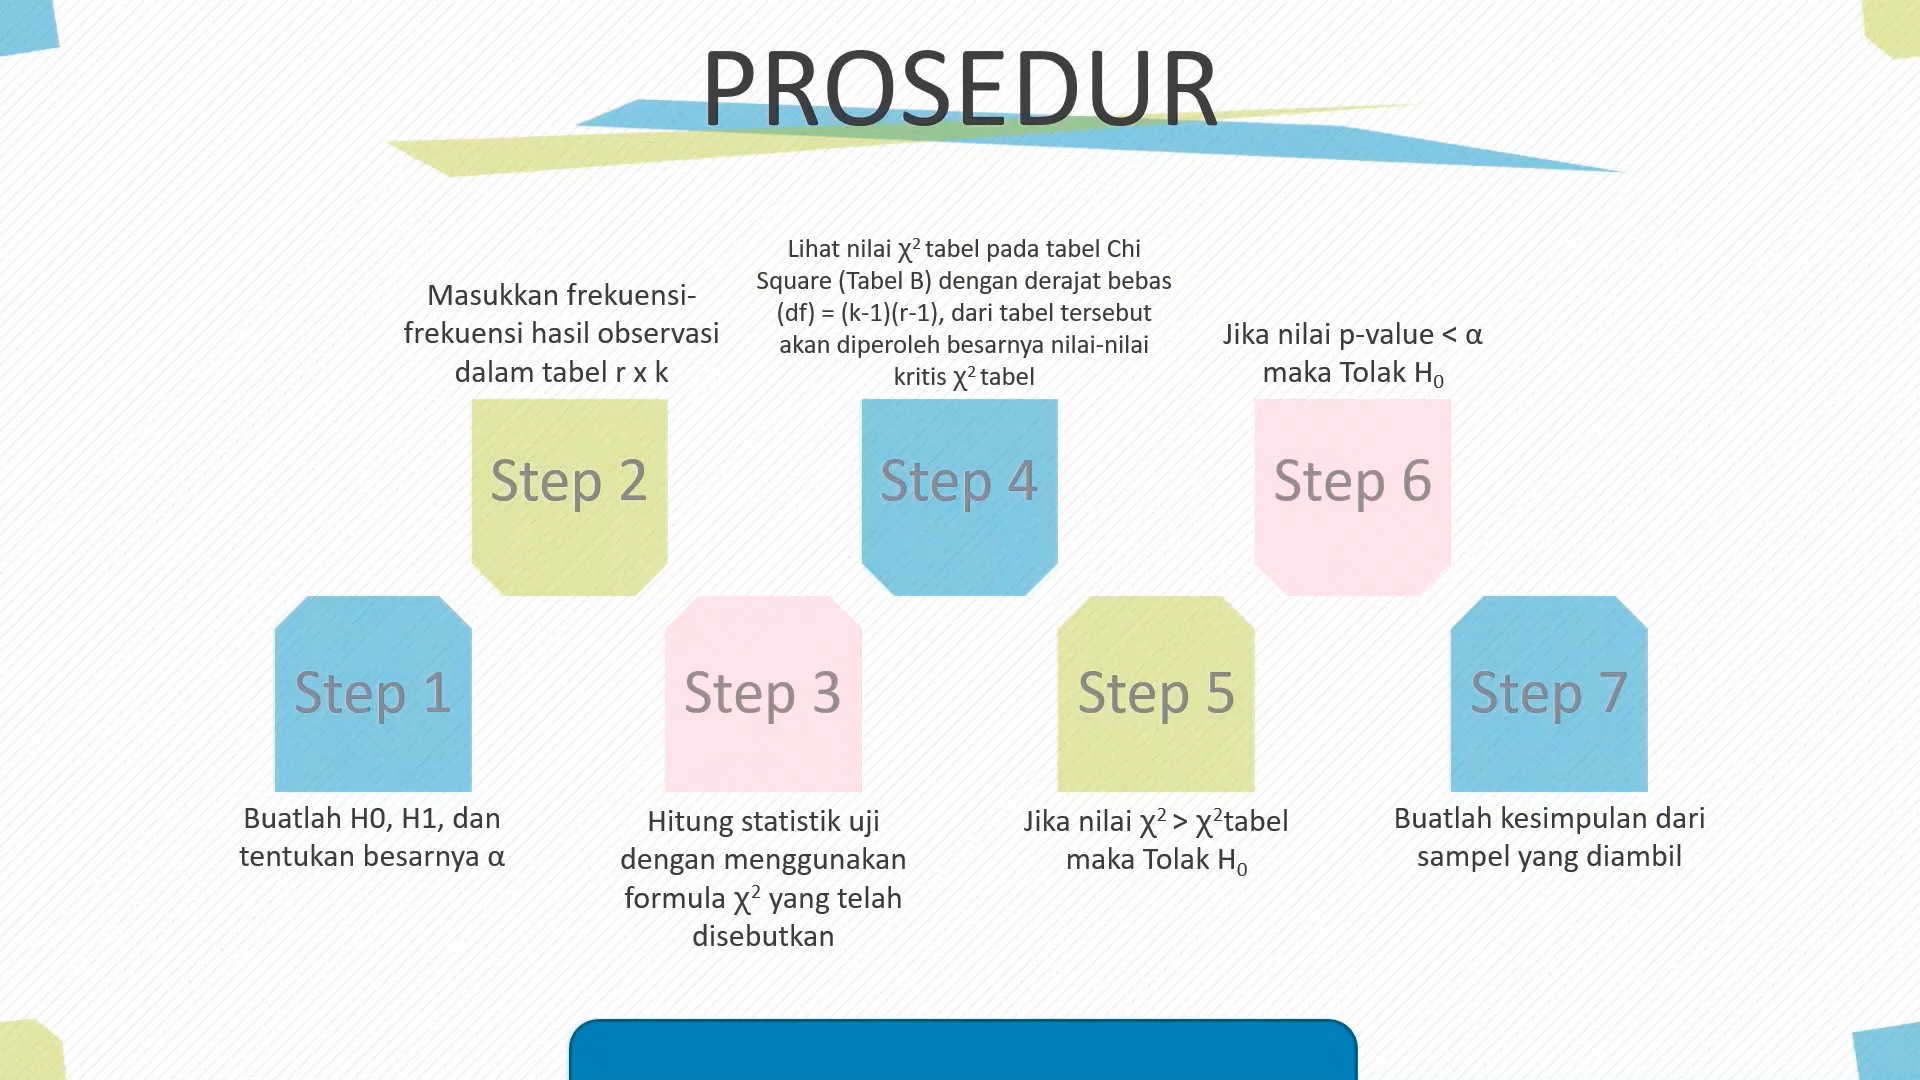 PROSEDUR
Step 1
Buatlah H0, H1, dan
tentukan besarnya α
Masukkan frekuensi-
frekuensi hasil observasi
dalam tabel r x k
Step 2
Step 3
Hitung statistik uji
dengan menggunakan
formula χ² yang telah
disebutkan
Lihat nilai χ² tabel pada tabel Chi
Square (Tabel B) dengan derajat bebas
(df) = (k-1)(r-1), dari tabel tersebut
akan diperoleh besarnya nilai-nilai
kritis χ² tabel
Step 4
Step 5
Jika nilai χ² > χ²tabel
maka Tolak H₀
Jika nilai p-value < α
maka Tolak H₀
Step 6
Step 7
Buatlah kesimpulan dari
sampel yang diambil